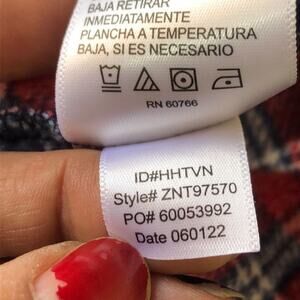 BAJA RETIRAR
INMEDIATAMENTE
PLANCHA A TEMPERATURA
BAJA, SI ES NECESARIO
RN 60766
ID#HHTVN
Style# ZNT97570
PO# 60053992
Date 060122